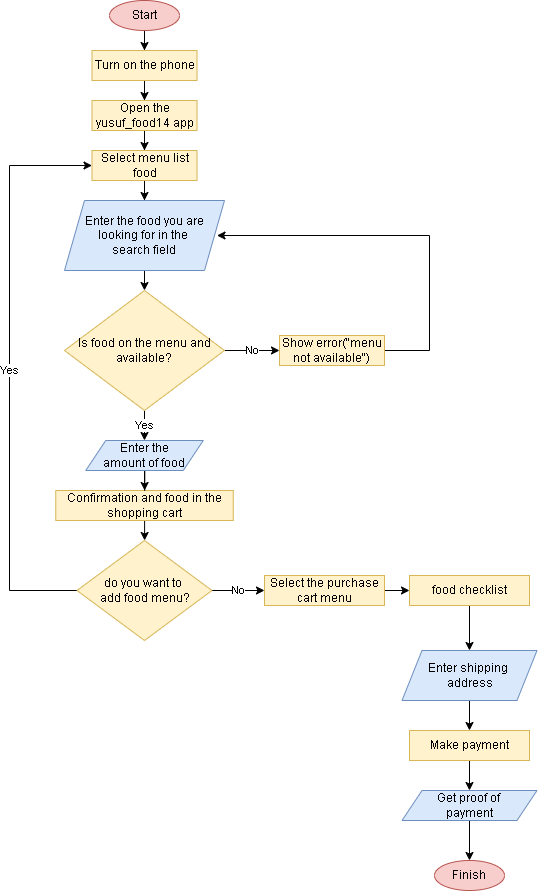 Start
Turn on the phone
Open the
yusuf_food14 app
Select menu list
food
Enter the food you are
looking for in the
search field
Is food on the menu and
available?
No
Show error("menu
not available")
Yes
Yes
Enter the
amount of food
Confirmation and food in the
shopping cart
do you want to
add food menu?
No
Select the purchase
cart menu
food checklist
Enter shipping
address
Make payment
Get proof of
payment
Finish